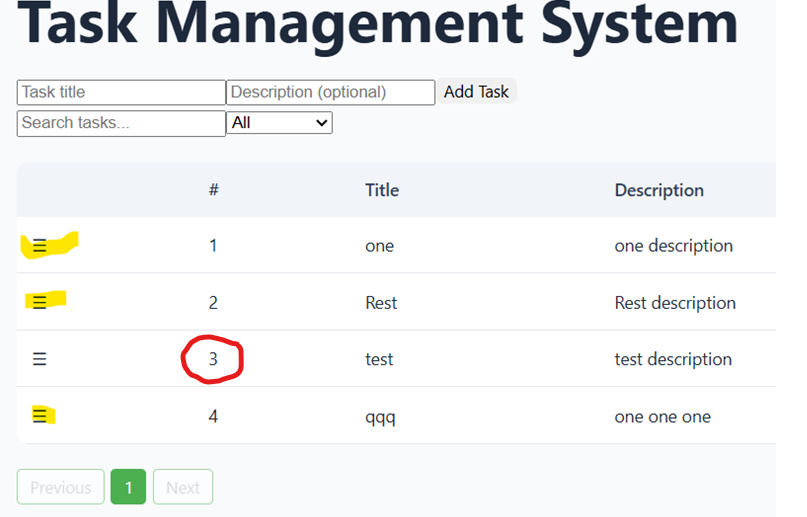 Task Management System
Task title Description (optional) Add Task
Search tasks... All
# Title Description
1 one one description
2 Rest Rest description
3 test test description
4 qqq one one one
Previous 1 Next